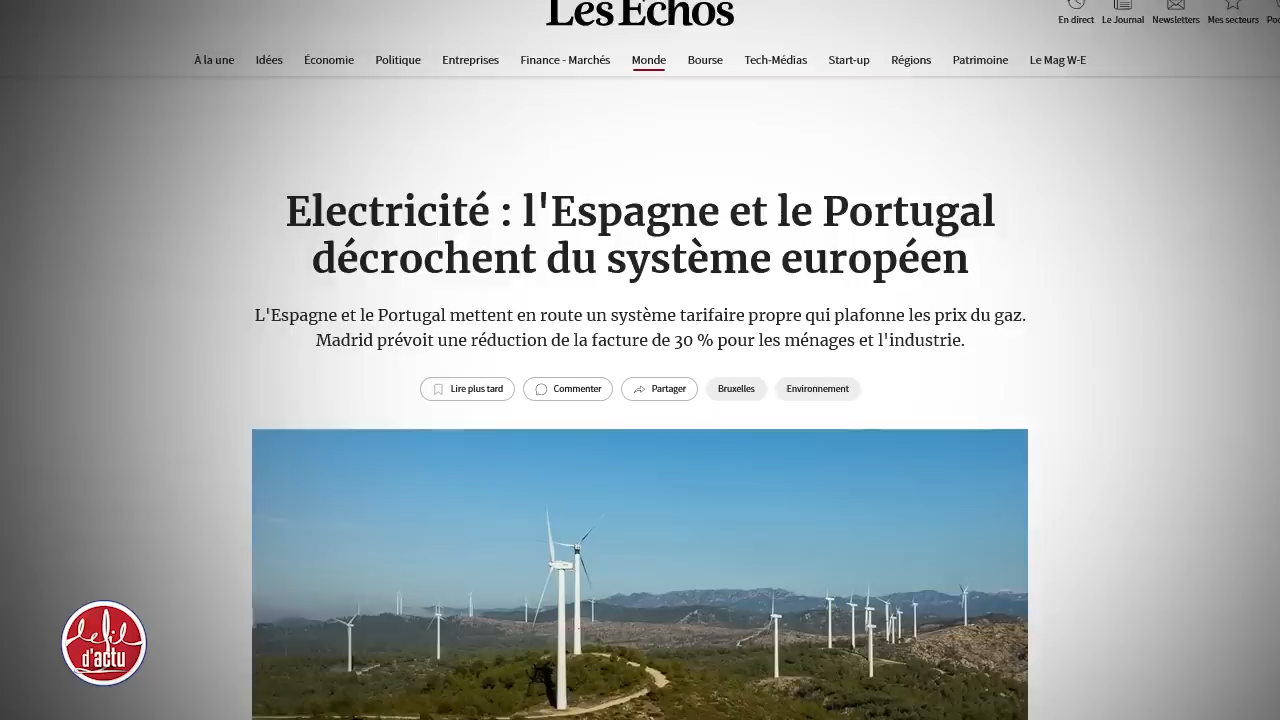 Les Echos
En direct Le Journal Newsletters Mes secteurs
À la une Idées Économie Politique Entreprises Finance - Marchés Monde Bourse Tech-Médias Start-up Régions Patrimoine Le Mag W-E
Electricité : l'Espagne et le Portugal
décrochent du système européen
L'Espagne et le Portugal mettent en route un système tarifaire propre qui plafonne les prix du gaz.
Madrid prévoit une réduction de la facture de 30 % pour les ménages et l'industrie.
Lire plus tard Commenter Partager Bruxelles Environnement
le fil
d'actu